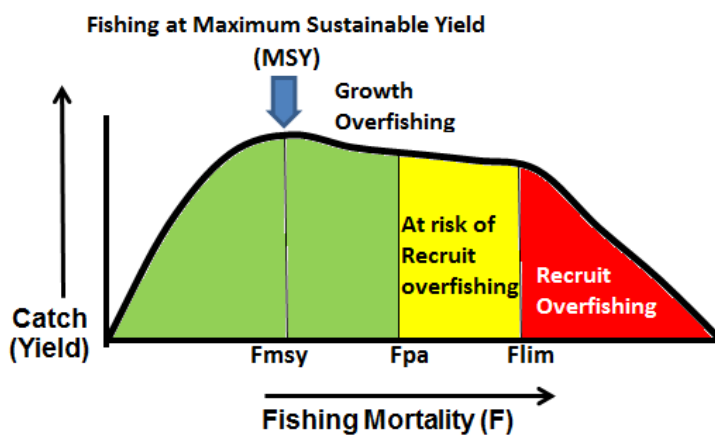 Fishing at Maximum Sustainable Yield
(MSY)
Growth
Overfishing
At risk of
Recruit
overfishing
Recruit
Overfishing
Catch
(Yield)
Fmsy
Fpa
Flim
Fishing Mortality (F)